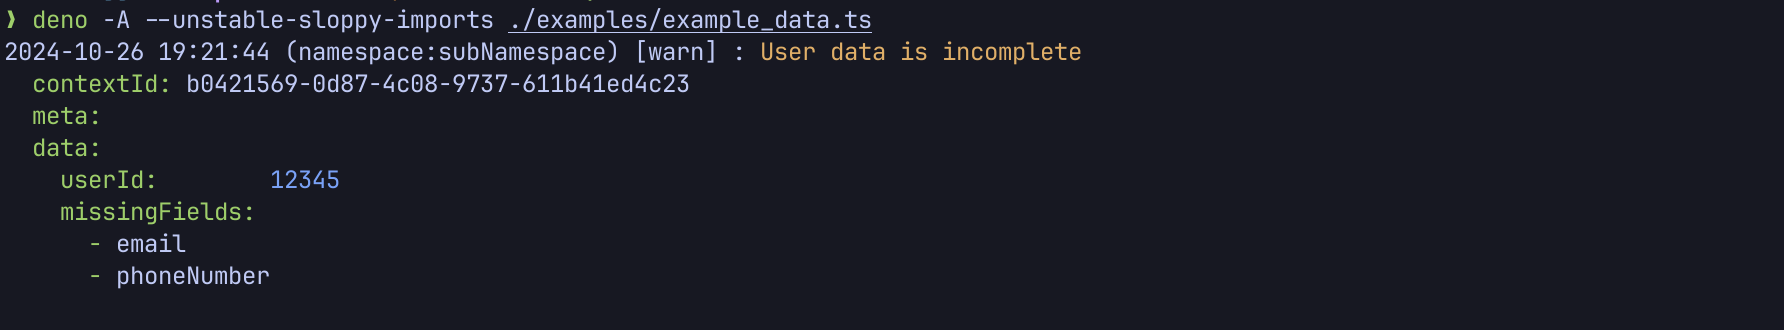 ❯ deno -A --unstable-sloppy-imports ./examples/example_data.ts
2024-10-26 19:21:44 (namespace:subNamespace) [warn] : User data is incomplete
contextId: b0421569-0d87-4c08-9737-611b41ed4c23
meta:
data:
userId: 12345
missingFields:
- email
- phoneNumber